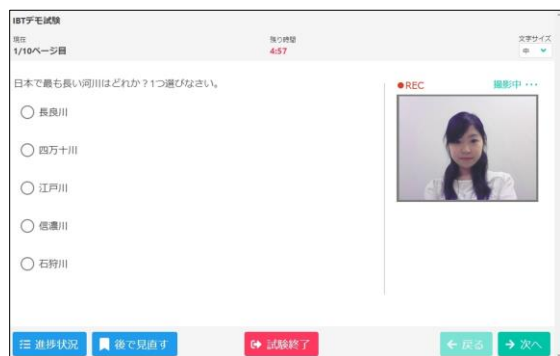 IBTデモ試験
現在
1/10ページ目
残り時間
4:57
文字サイズ
中
日本で最も長い河川はどれか？1つ選びなさい。
長良川
四万十川
江戸川
信濃川
石狩川
●REC
撮影中・・・
進捗状況
後で見直す
試験終了
戻る
次へ